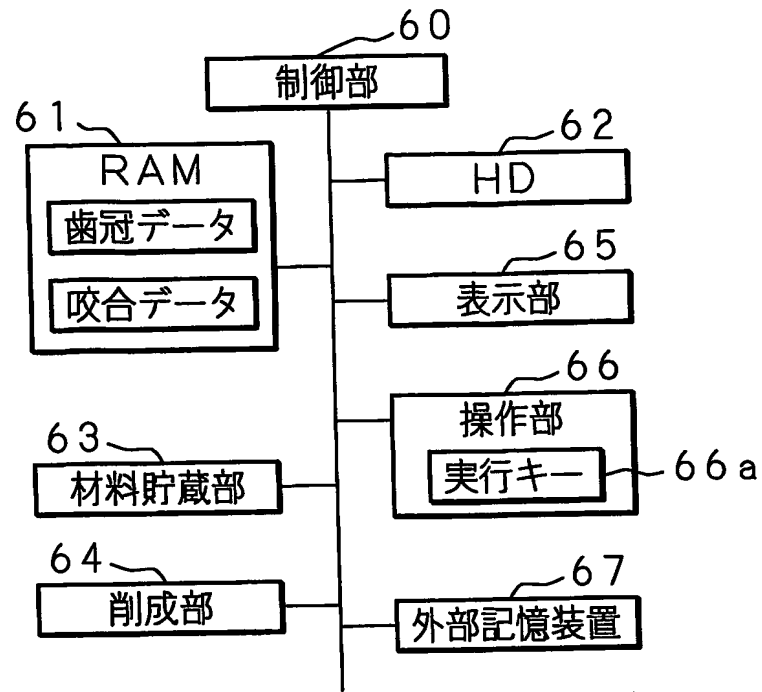 60
制御部
61
RAM
歯冠データ
咬合データ
62
HD
65
表示部
66
操作部
実行キー
66a
63
材料貯蔵部
64
削成部
67
外部記憶装置